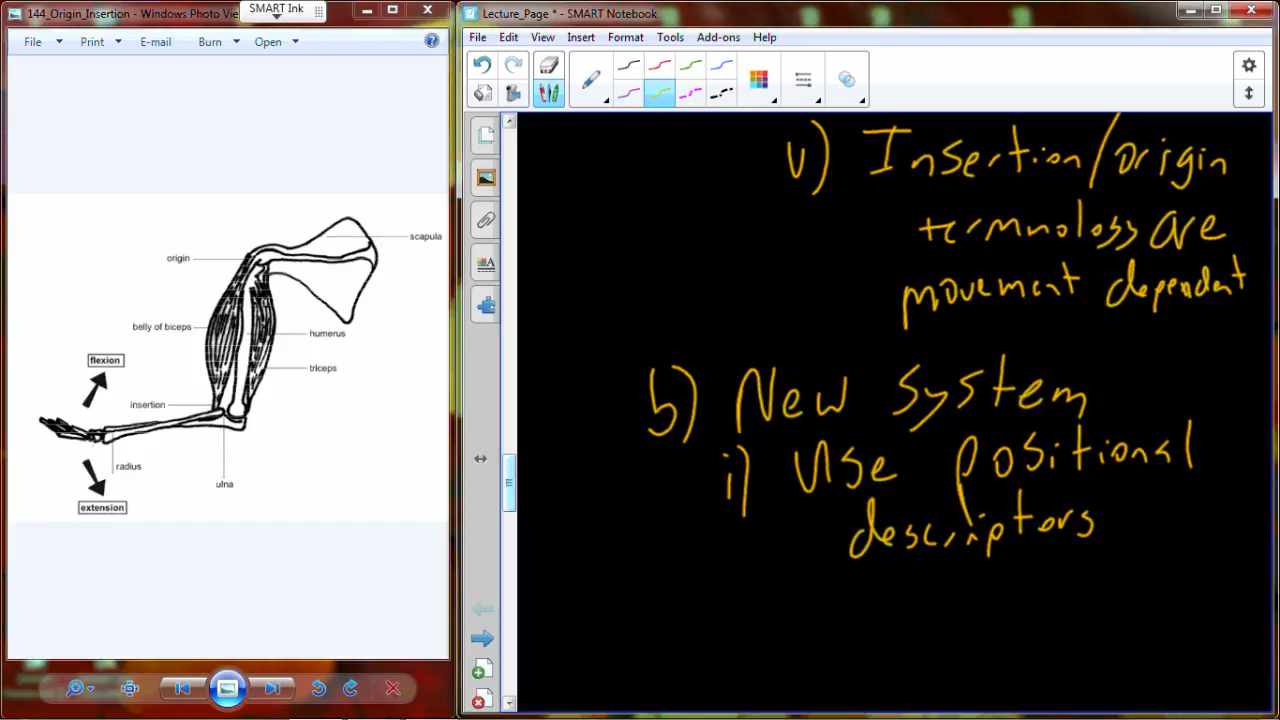 144_Origin_Insertion - Windows Photo Vie
SMART Ink
File Print E-mail Burn Open
origin
scapula
belly of biceps
humerus
flexion
triceps
insertion
radius
ulna
extension
Lecture_Page * - SMART Notebook
File Edit View Insert Format Tools Add-ons Help
v) Insertion/origin
termnology are
movement dependent
b) New system
i) Use positional
descriptors